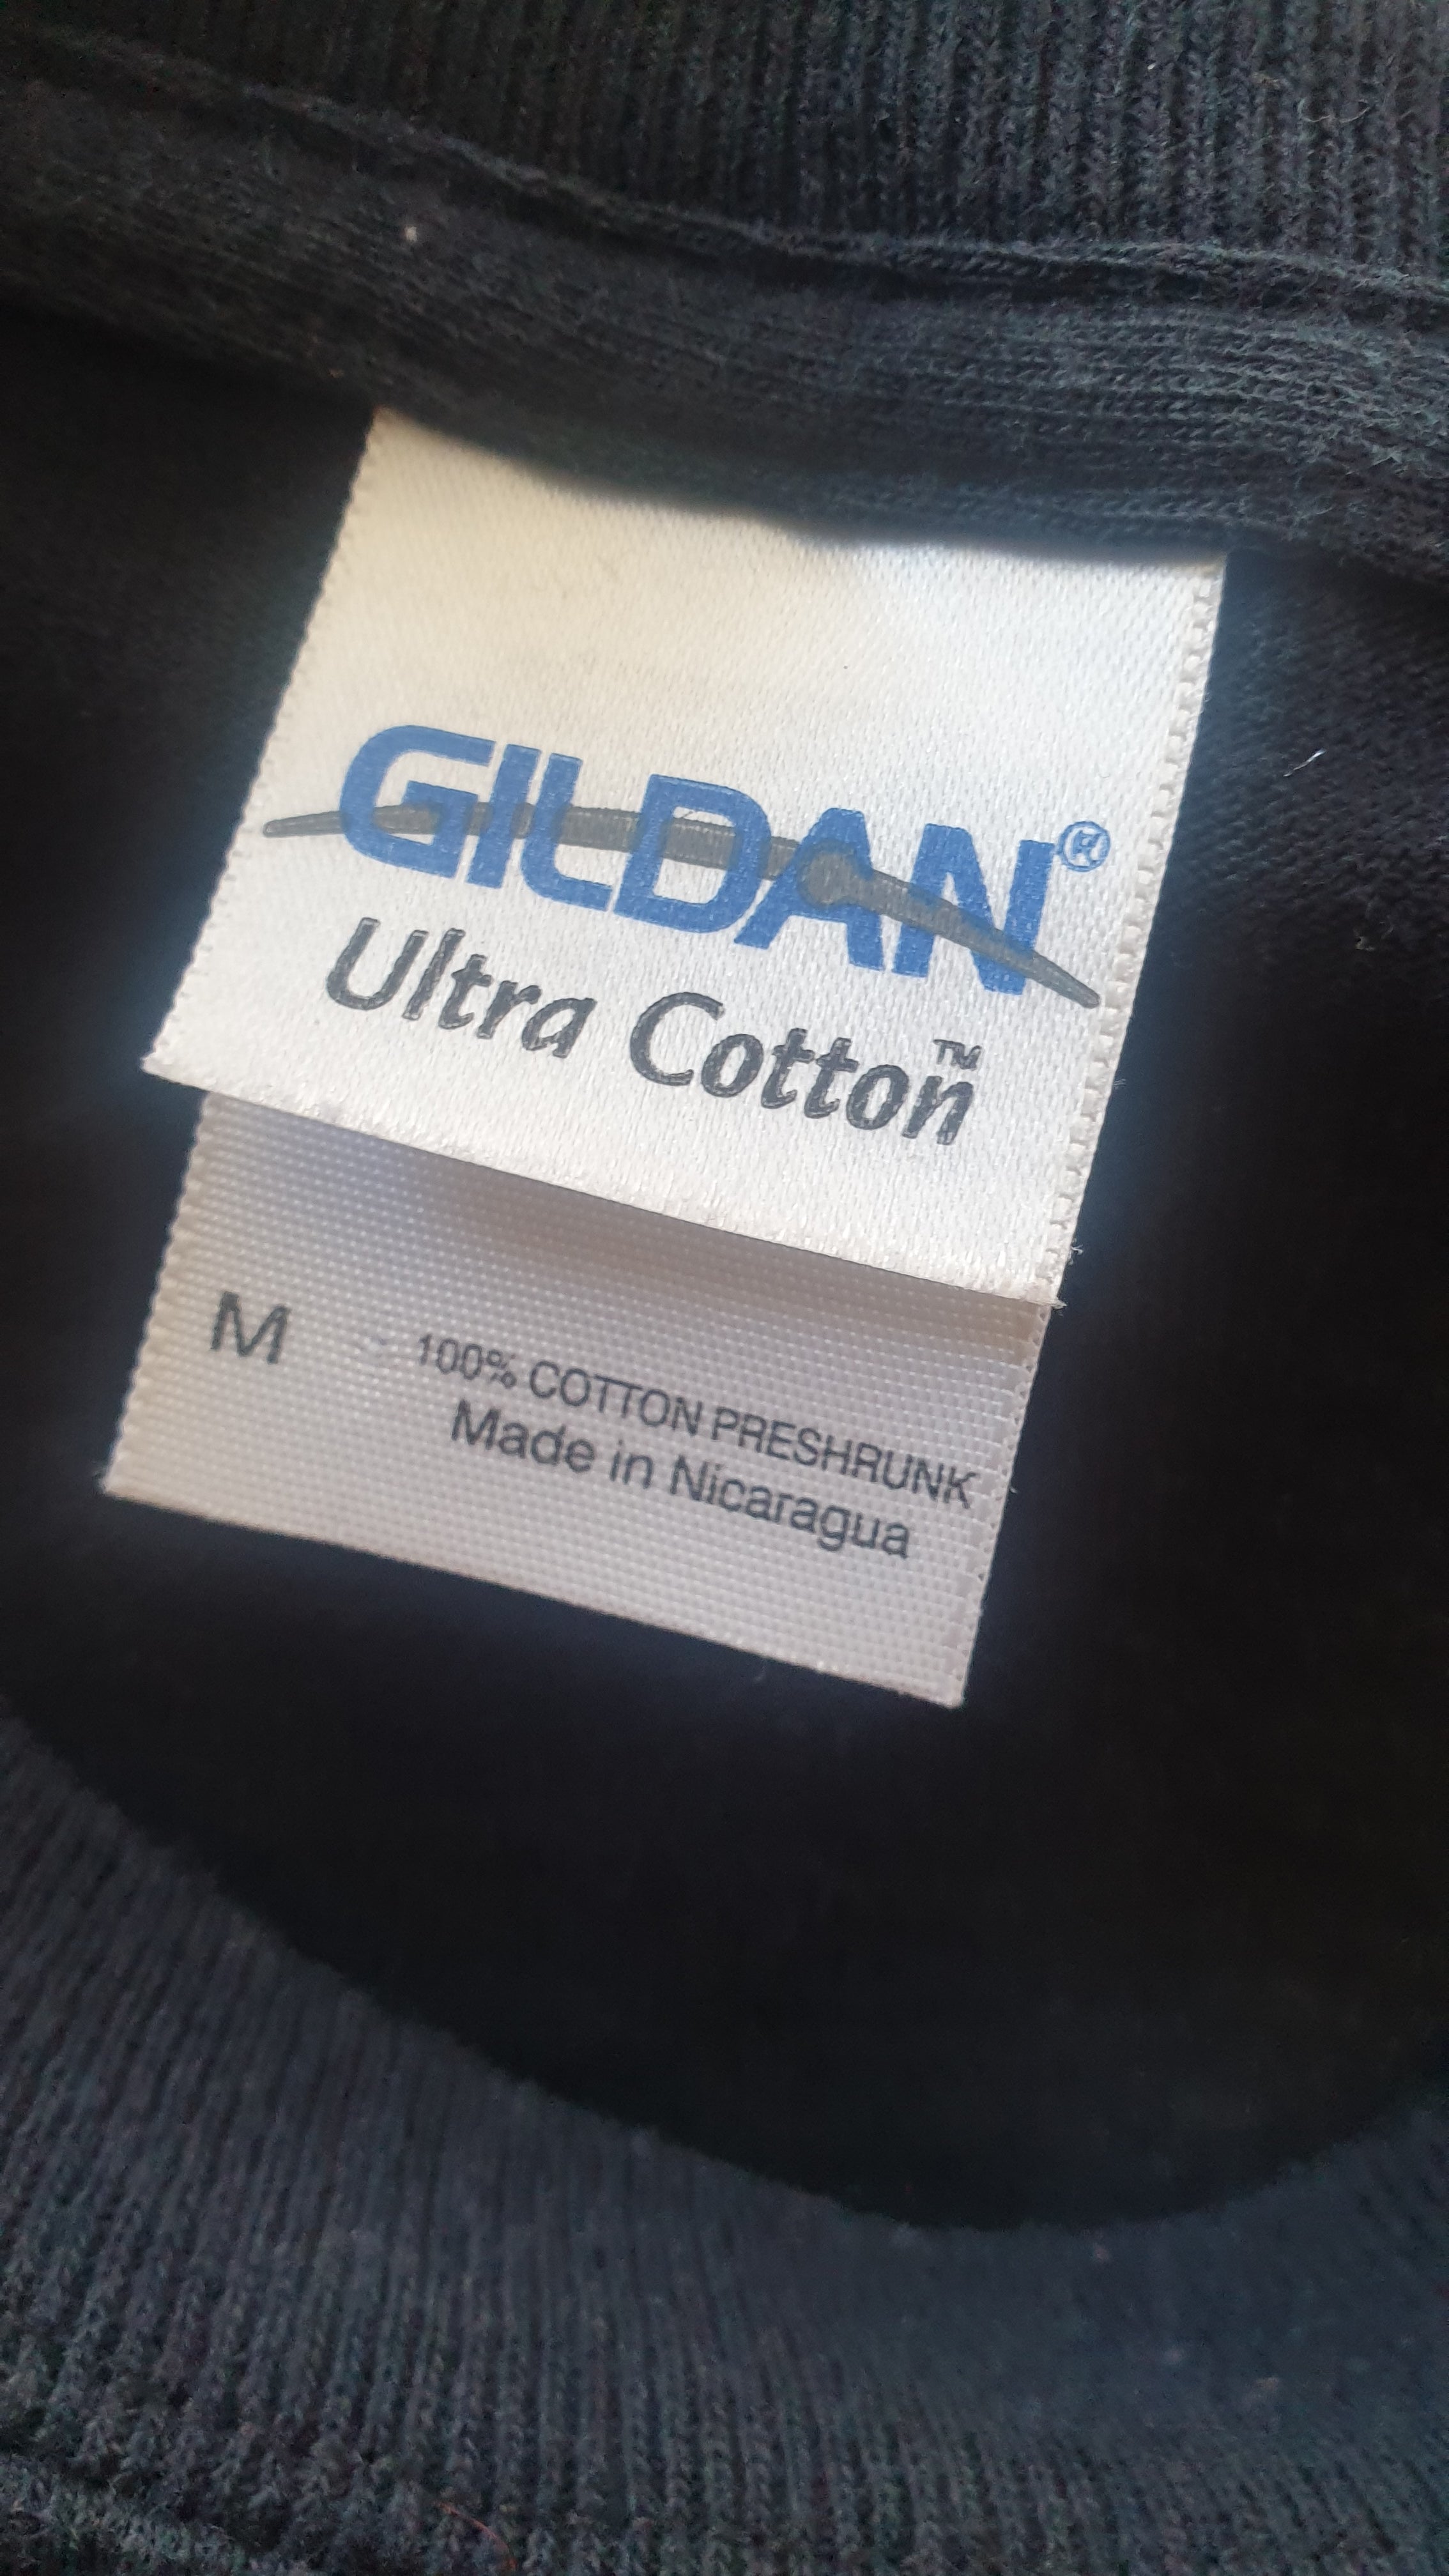 GILDAN®
Ultra Cotton™
M 100% COTTON PRESHRUNK
Made in Nicaragua